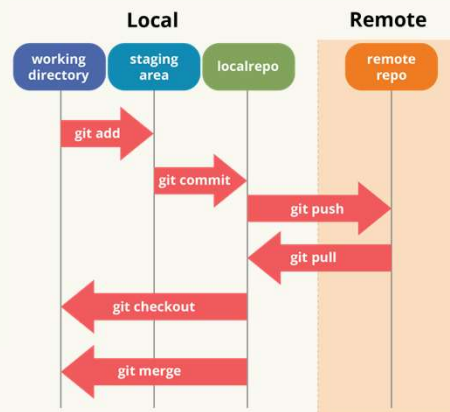 Local
Remote
working
directory
staging
area
localrepo
remote
repo
git add
git commit
git push
git pull
git checkout
git merge